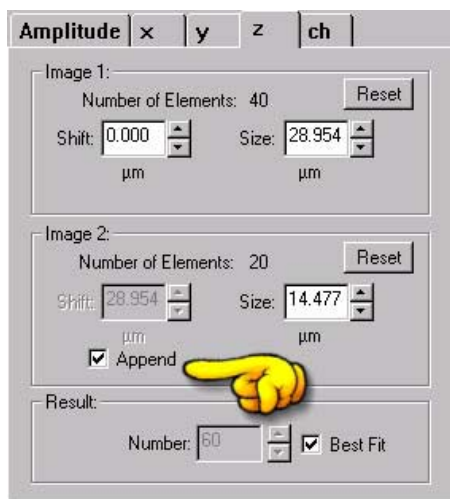 Amplitude x y z ch
Image 1:
Number of Elements: 40 Reset
Shift: 0.000 Size: 28.954
µm µm
Image 2:
Number of Elements: 20 Reset
Shift: 28.954 Size: 14.477
µm µm
Append
Result:
Number: 60 Best Fit